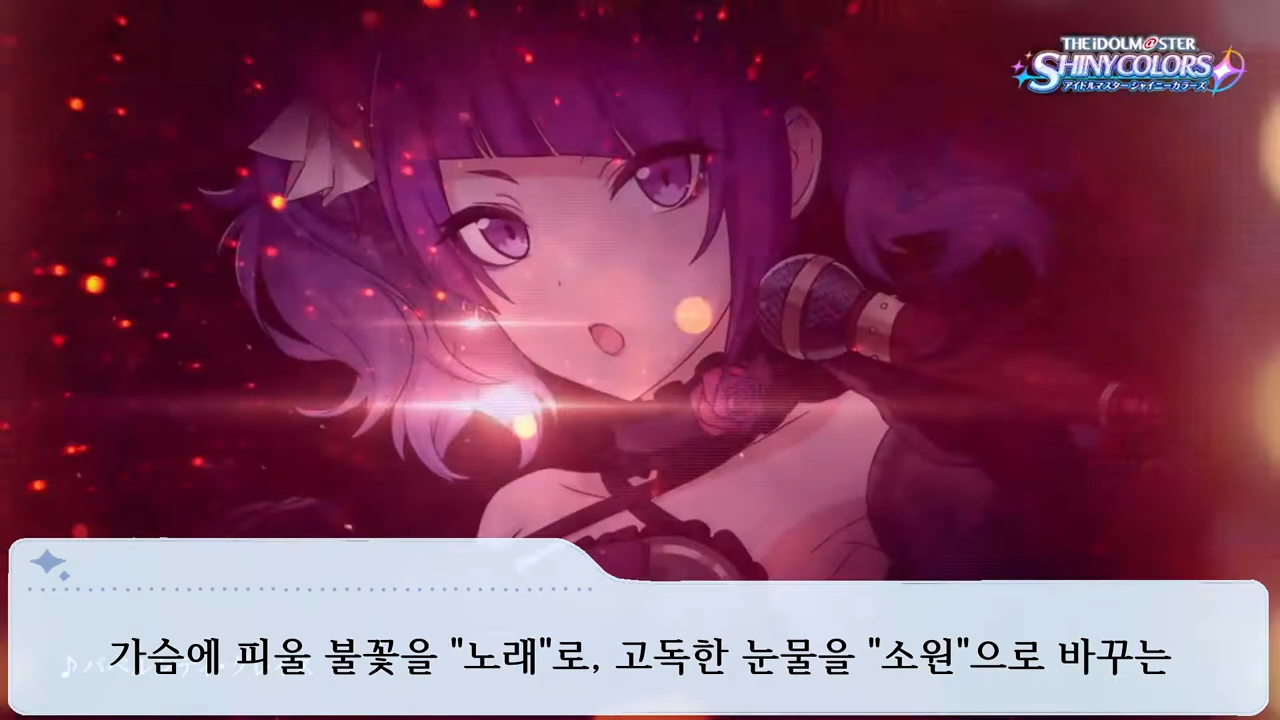 THE iDOLM@STER
SHINYCOLORS
アイドルマスター シャイニーカラーズ
가슴에 피울 불꽃을 "노래"로, 고독한 눈물을 "소원"으로 바꾸는